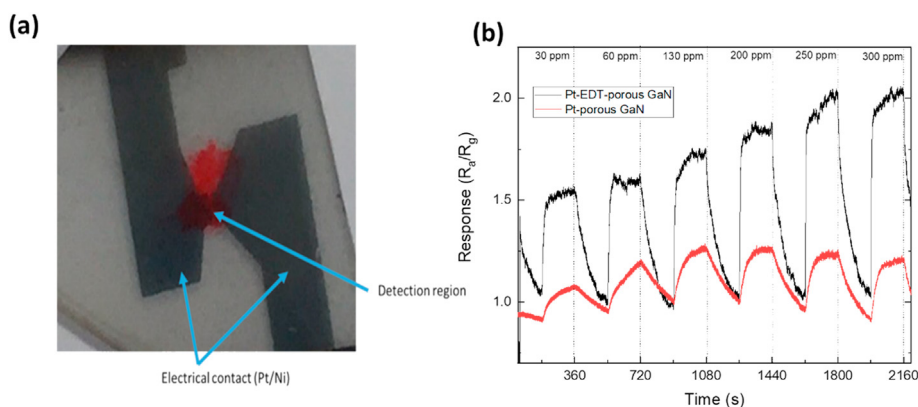 (a)
Detection region
Electrical contact (Pt/Ni)
(b)
30 ppm 60 ppm 130 ppm 200 ppm 250 ppm 300 ppm
Pt-EDT-porous GaN
Pt-porous GaN
Response (Ra/Rg)
2.0
1.5
1.0
360 720 1080 1440 1800 2160
Time (s)